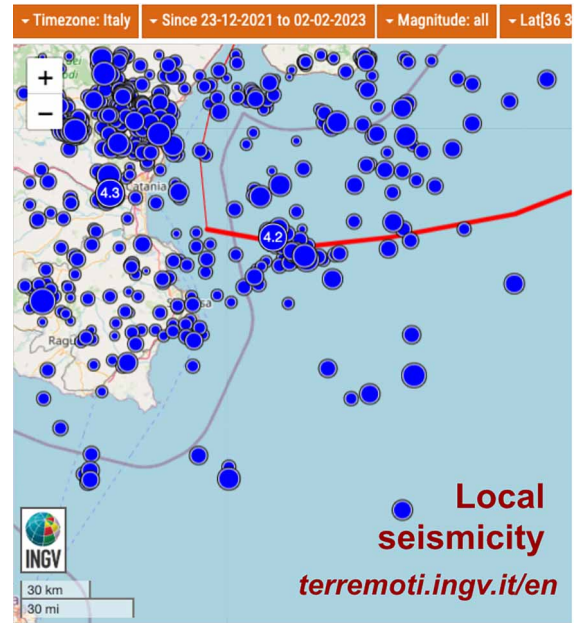 Timezone: Italy
Since 23-12-2021 to 02-02-2023
Magnitude: all
Lat[36 3
+
−
4.3
Catania
4.2
Ragu
Local
seismicity
INGV
terremoti.ingv.it/en
30 km
30 mi